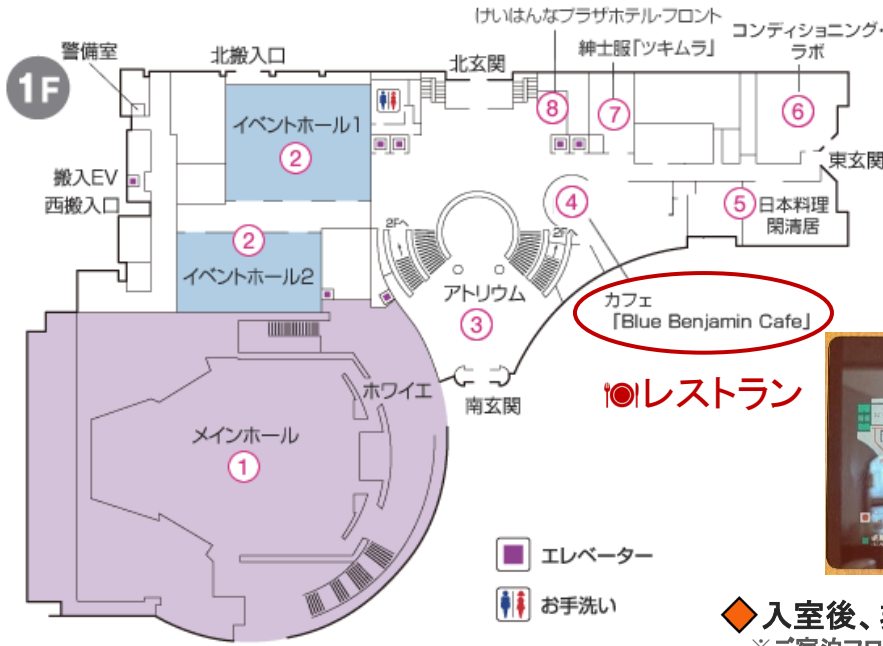 1F
警備室
北搬入口
北玄関
けいはんなプラザホテル・フロント
紳士服「ツキムラ」
コンディショニング・
ラボ
イベントホール1
②
⑧
⑦
⑥
搬入EV
西搬入口
東玄関
④
⑤
日本料理
閑清居
②
イベントホール2
2Fへ
2Fへ
アトリウム
③
カフェ
「Blue Benjamin Cafe」
ホワイエ
南玄関
レストラン
メインホール
①
エレベーター
お手洗い
◆入室後、